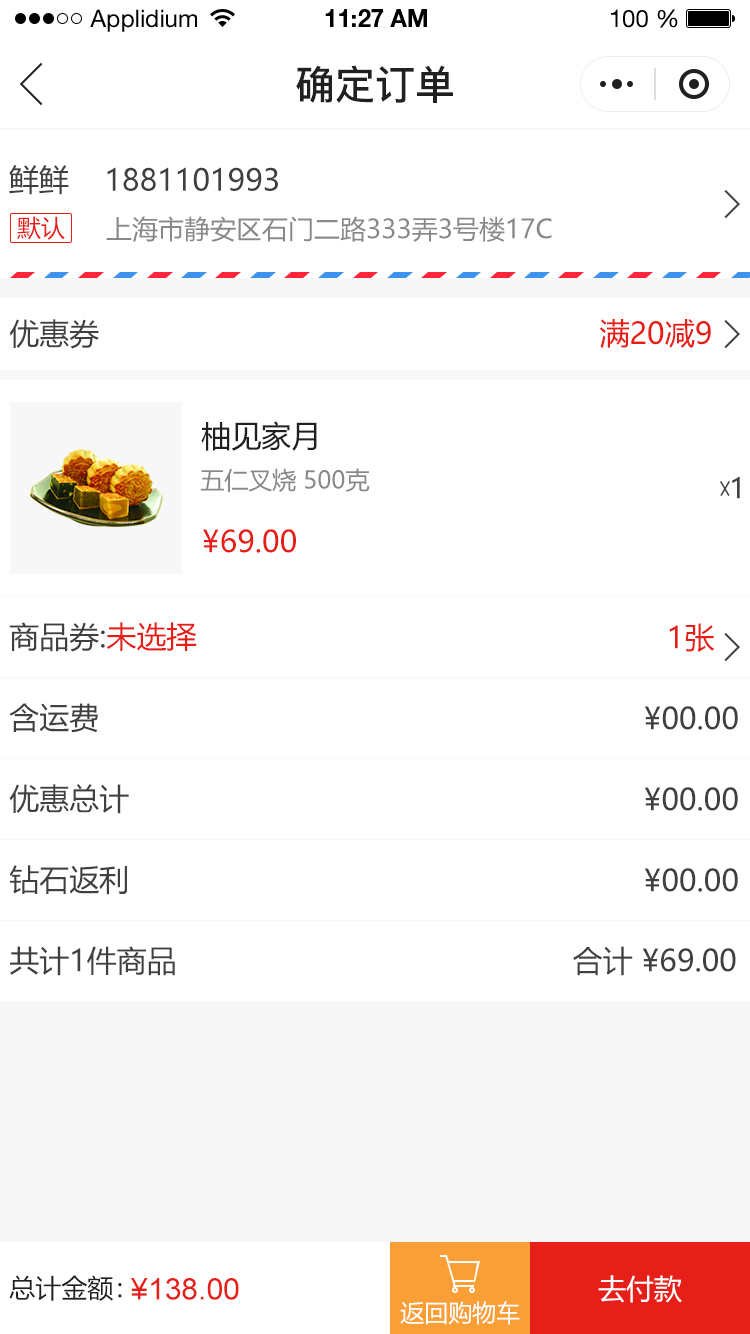 Applidium 11:27 AM 100 %
确定订单
鲜鲜 1881101993
默认 上海市静安区石门二路333弄3号楼17C
优惠券 满20减9
柚见家月
五仁叉烧 500克
x1
¥69.00
商品券:未选择 1张
含运费 ¥00.00
优惠总计 ¥00.00
钻石返利 ¥00.00
共计1件商品 合计 ¥69.00
总计金额: ¥138.00
返回购物车
去付款